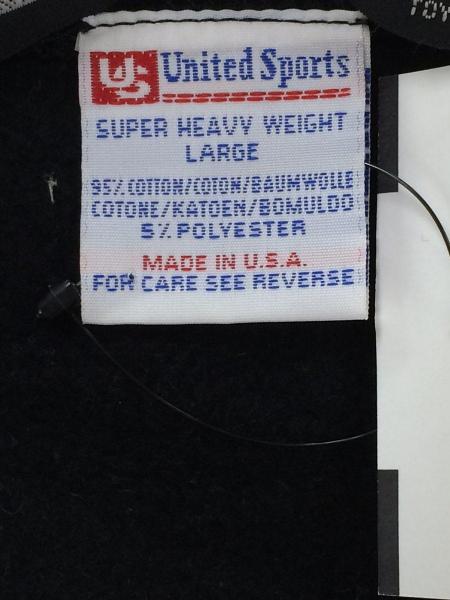 US United Sports
SUPER HEAVY WEIGHT
LARGE
95% COTTON/COTON/BAUMWOLLE
COTONE/KATOEN/BOMULDO
5% POLYESTER
MADE IN U.S.A.
FOR CARE SEE REVERSE